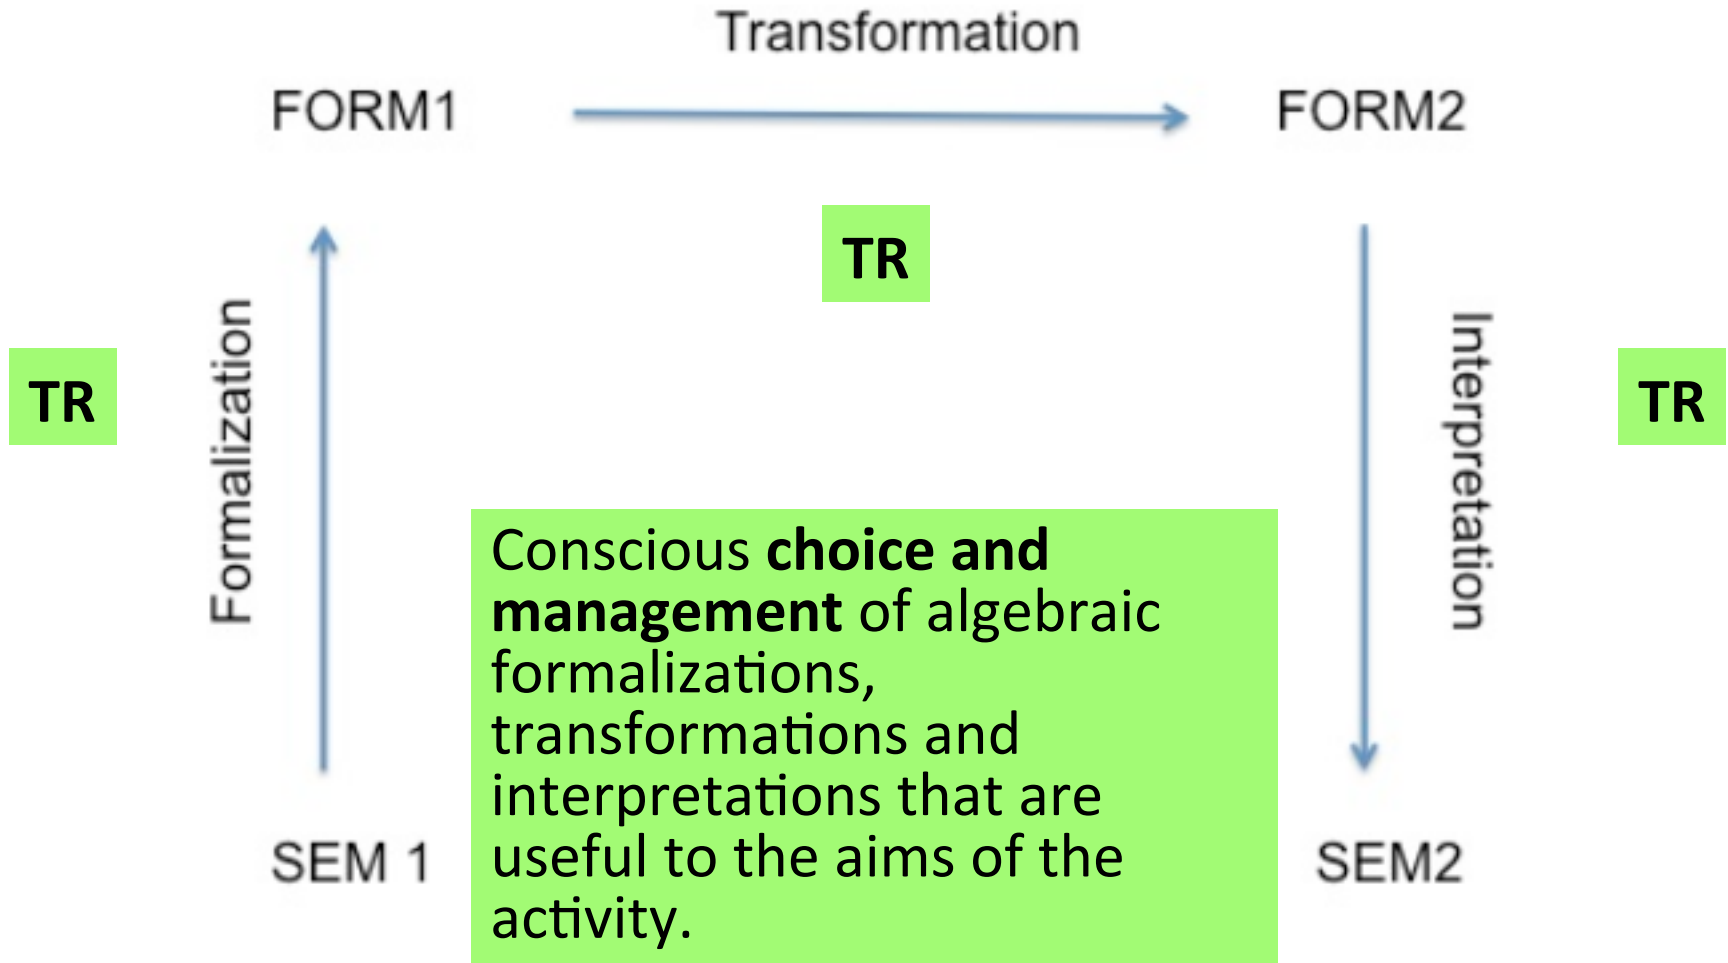 Transformation
FORM1
FORM2
TR
Formalization
TR
Interpretation
TR
Conscious choice and
management of algebraic
formalizations,
transformations and
interpretations that are
useful to the aims of the
activity.
SEM 1
SEM2